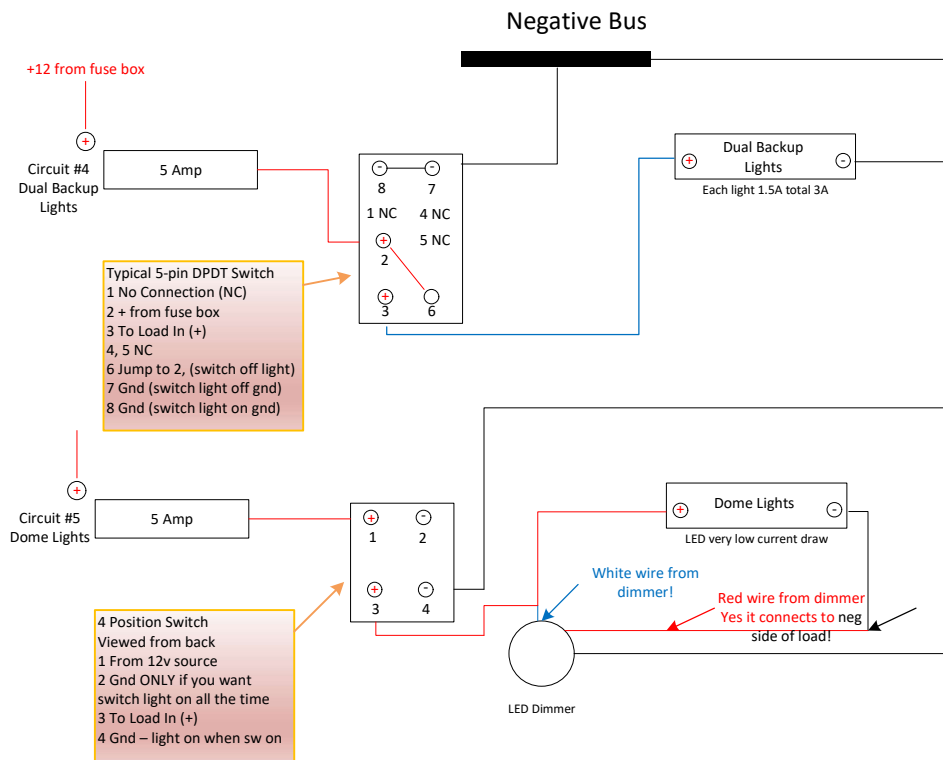 Negative Bus
+12 from fuse box
+
Circuit #4
Dual Backup
Lights
5 Amp
- -
8 7
1 NC 4 NC
+ 5 NC
2
+
3 6
+ Dual Backup -
Lights
Each light 1.5A total 3A
Typical 5-pin DPDT Switch
1 No Connection (NC)
2 + from fuse box
3 To Load In (+)
4, 5 NC
6 Jump to 2, (switch off light)
7 Gnd (switch light off gnd)
8 Gnd (switch light on gnd)
+
Circuit #5
Dome Lights
5 Amp
+ -
1 2
+ -
3 4
+ Dome Lights -
LED very low current draw
White wire from
dimmer!
Red wire from dimmer
Yes it connects to neg
side of load!
LED Dimmer
4 Position Switch
Viewed from back
1 From 12v source
2 Gnd ONLY if you want
switch light on all the time
3 To Load In (+)
4 Gnd – light on when sw on